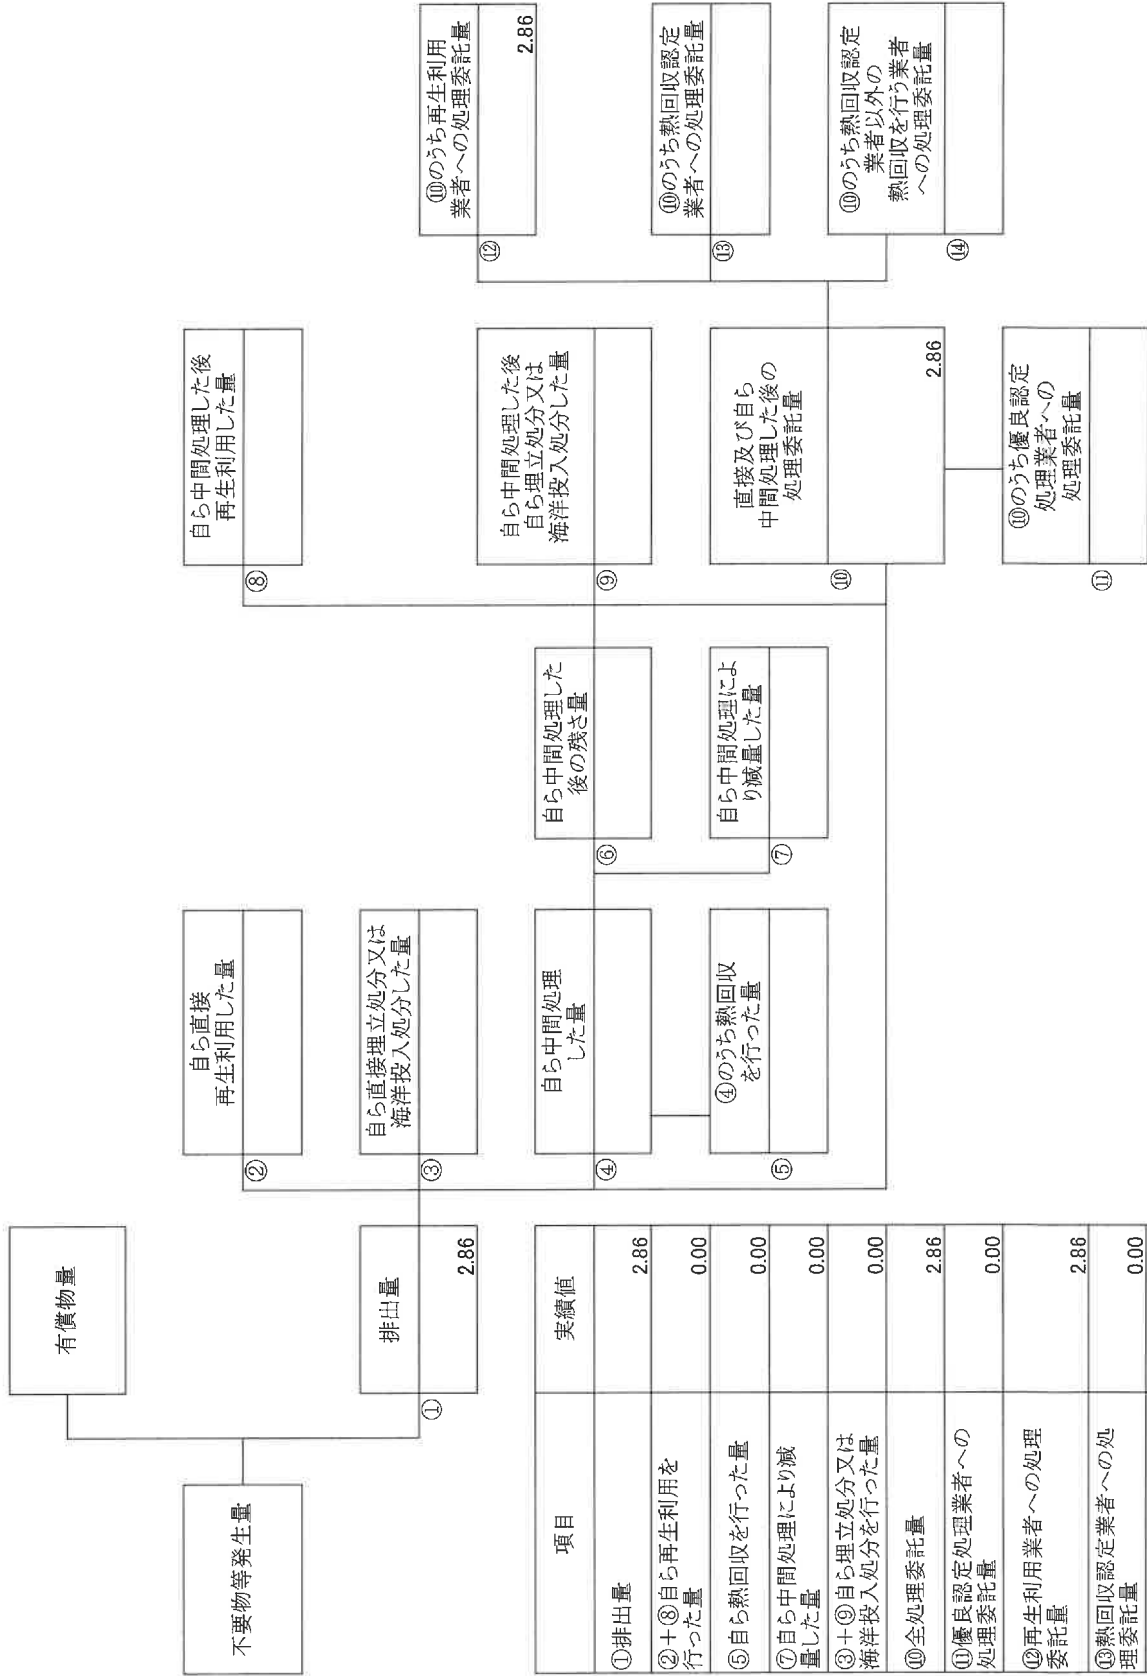 不要物等発生量
有償物量
排出量
①
2.86
②
自ら直接
再生利用した量
③
自ら直接埋立処分又は
海洋投入処分した量
④
自ら中間処理
した量
⑤
④のうち熱回収
を行った量
⑥
自ら中間処理した
後の残さ量
⑦
自ら中間処理によ
り減量した量
⑧
自ら中間処理した後
再生利用した量
⑨
自ら中間処理した後
自ら埋立処分又は
海洋投入処分した量
⑩
直接及び自ら
中間処理した後の
処理委託量
2.86
⑪
⑩のうち優良認定
処理業者への
処理委託量
⑫
⑩のうち再生利用
業者への処理委託量
2.86
⑬
⑩のうち熱回収認定
業者への処理委託量
⑭
⑩のうち熱回収認定
業者以外の
熱回収を行う業者
への処理委託量
項目
実績値
①排出量
2.86
②+⑧自ら再生利用を
行った量
0.00
⑤自ら熱回収を行った量
0.00
⑦自ら中間処理により減
量した量
0.00
③+⑨自ら埋立処分又は
海洋投入処分を行った量
0.00
⑩全処理委託量
2.86
⑪優良認定処理業者への
処理委託量
0.00
⑫再生利用業者への処理
委託量
2.86
⑬熱回収認定業者への処
理委託量
0.00